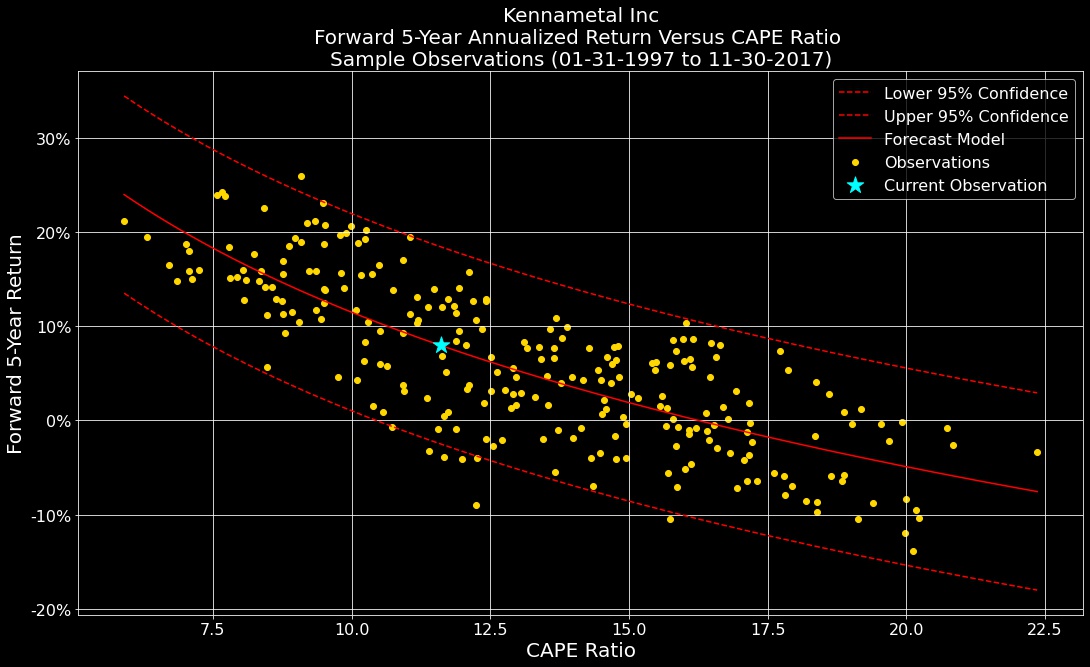 Kennametal Inc
Forward 5-Year Annualized Return Versus CAPE Ratio
Sample Observations (01-31-1997 to 11-30-2017)
Lower 95% Confidence
Upper 95% Confidence
Forecast Model
Observations
Current Observation
Forward 5-Year Return
30%
20%
10%
0%
-10%
-20%
7.5
10.0
12.5
15.0
17.5
20.0
22.5
CAPE Ratio